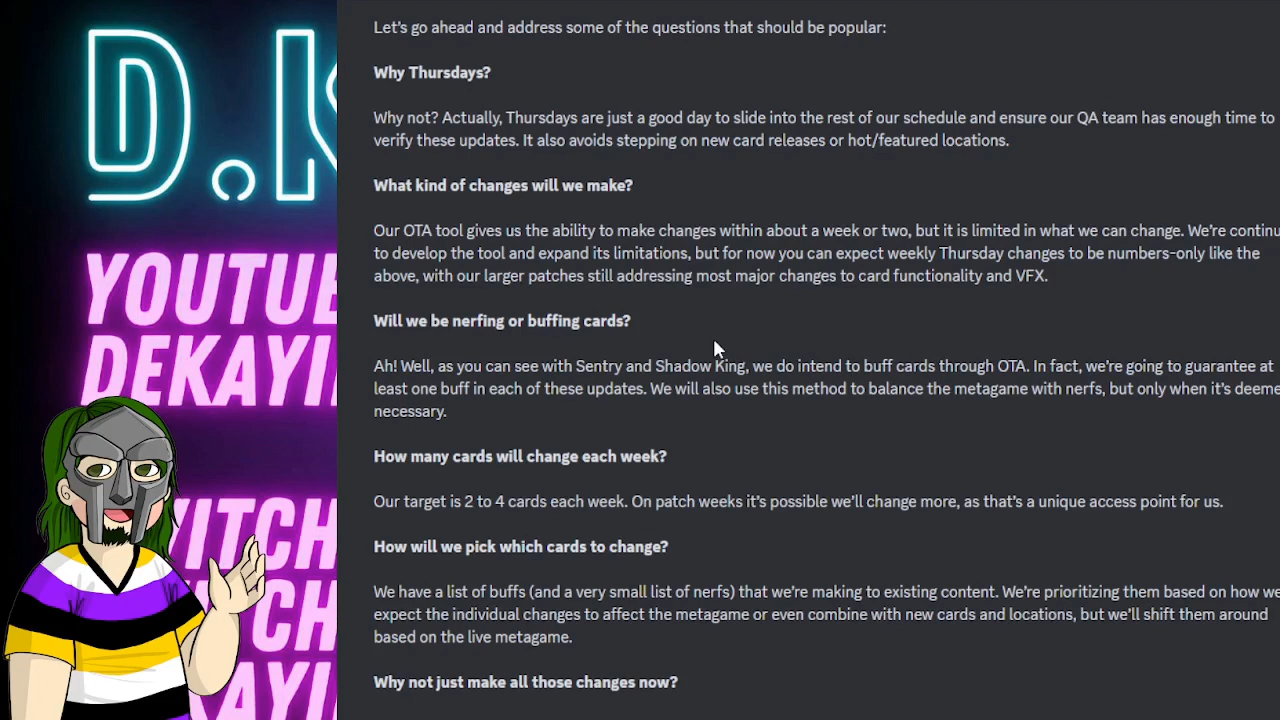 D.K
YOUTUBE
DEKAYI
Let's go ahead and address some of the questions that should be popular:
Why Thursdays?
Why not? Actually, Thursdays are just a good day to slide into the rest of our schedule and ensure our QA team has enough time to
verify these updates. It also avoids stepping on new card releases or hot/featured locations.
What kind of changes will we make?
Our OTA tool gives us the ability to make changes within about a week or two, but it is limited in what we can change. We're continu
to develop the tool and expand its limitations, but for now you can expect weekly Thursday changes to be numbers-only like the
above, with our larger patches still addressing most major changes to card functionality and VFX.
Will we be nerfing or buffing cards?
Ah! Well, as you can see with Sentry and Shadow King, we do intend to buff cards through OTA. In fact, we're going to guarantee at
least one buff in each of these updates. We will also use this method to balance the metagame with nerfs, but only when it's deeme
necessary.
How many cards will change each week?
Our target is 2 to 4 cards each week. On patch weeks it's possible we'll change more, as that's a unique access point for us.
How will we pick which cards to change?
We have a list of buffs (and a very small list of nerfs) that we're making to existing content. We're prioritizing them based on how we
expect the individual changes to affect the metagame or even combine with new cards and locations, but we'll shift them around
based on the live metagame.
Why not just make all those changes now?